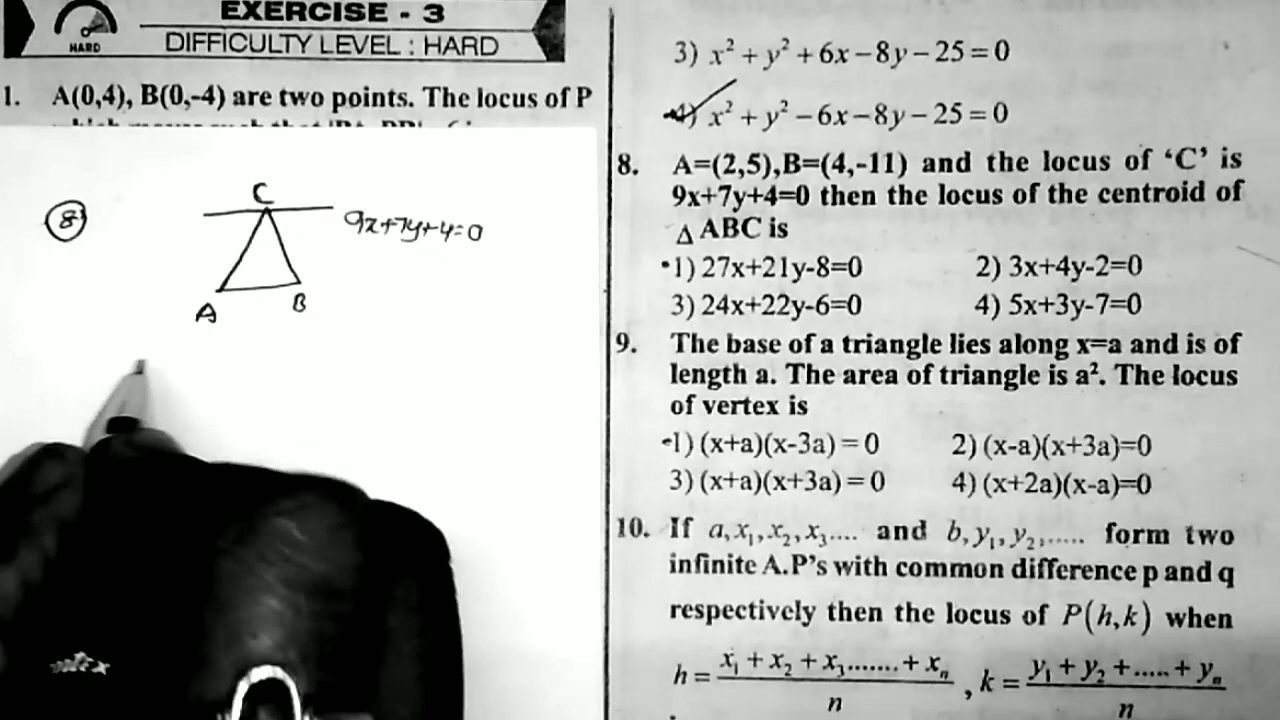 EXERCISE - 3
HARD
DIFFICULTY LEVEL : HARD
1. A(0,4), B(0,-4) are two points. The locus of P
8
C
9x+7y+4=0
A
B
3) x² + y² + 6x − 8y − 25 = 0
4) x² + y² − 6x − 8y − 25 = 0
8. A=(2,5),B=(4,-11) and the locus of ‘C’ is
9x+7y+4=0 then the locus of the centroid of
△ ABC is
1) 27x+21y-8=0 2) 3x+4y-2=0
3) 24x+22y-6=0 4) 5x+3y-7=0
9. The base of a triangle lies along x=a and is of
length a. The area of triangle is a². The locus
of vertex is
1) (x+a)(x-3a) = 0 2) (x-a)(x+3a)=0
3) (x+a)(x+3a) = 0 4) (x+2a)(x-a)=0
10. If a, x₁, x₂, x₃.... and b, y₁, y₂,..... form two
infinite A.P’s with common difference p and q
respectively then the locus of P(h,k) when
h = (x₁ + x₂ + x₃....... + xₙ)/n , k = (y₁ + y₂ + ..... + yₙ)/n